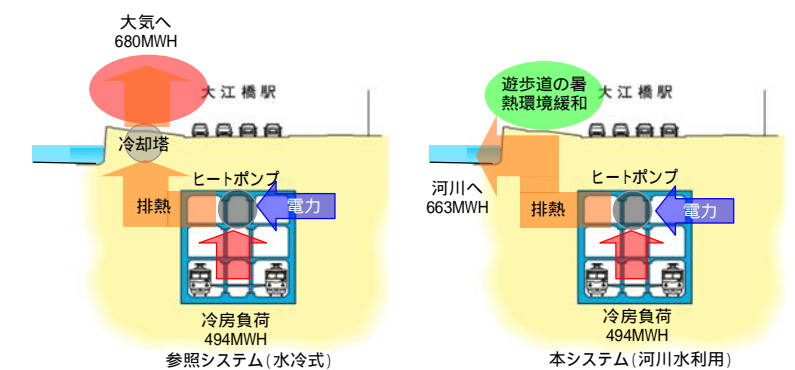 大気へ
680MWH
大江橋駅
冷却塔
ヒートポンプ
排熱
電力
冷房負荷
494MWH
参照システム(水冷式)
遊歩道の暑
熱環境緩和
大江橋駅
ヒートポンプ
河川へ
663MWH
排熱
電力
冷房負荷
494MWH
本システム(河川水利用)